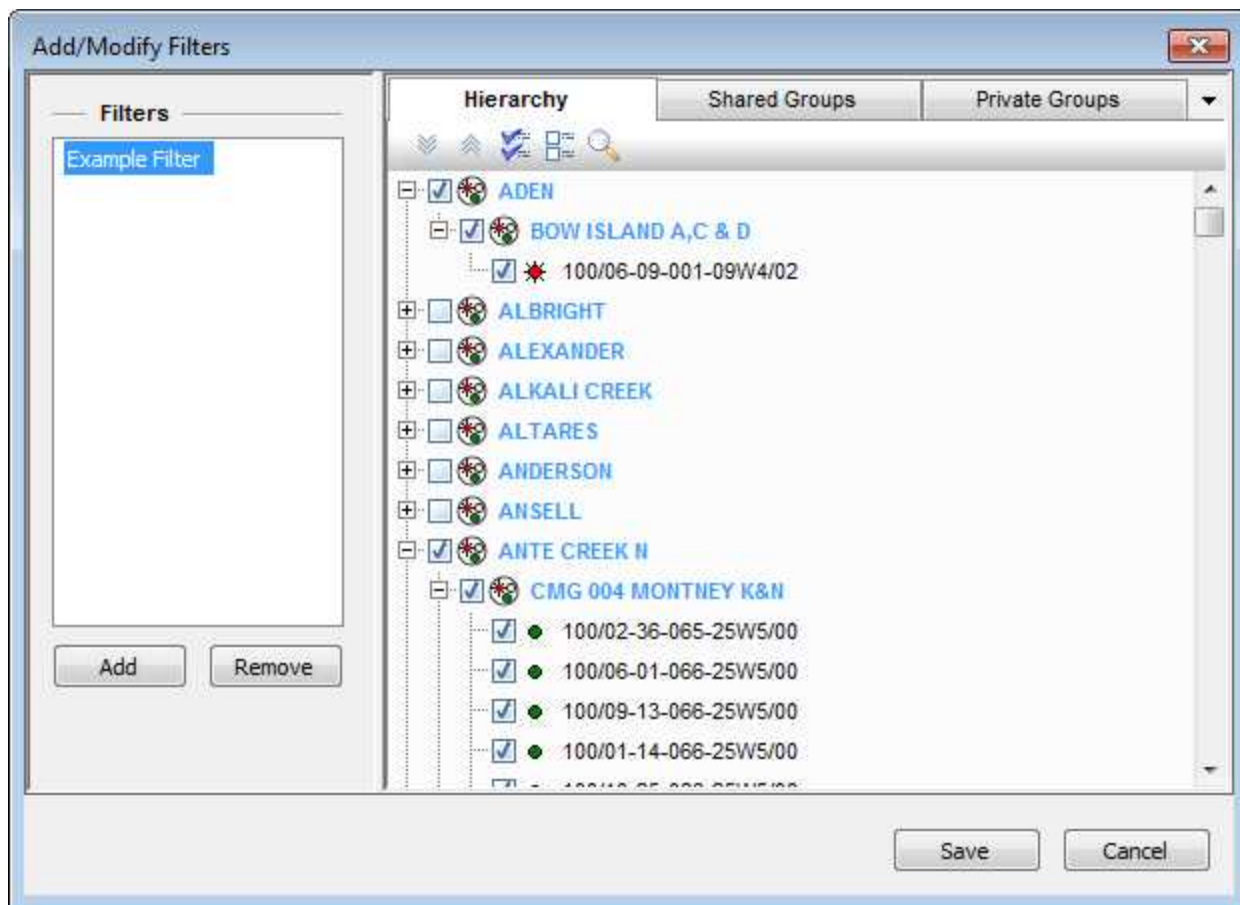 Add/Modify Filters
Filters
Example Filter
Add
Remove
Hierarchy
Shared Groups
Private Groups
ADEN
BOW ISLAND A,C & D
100/06-09-001-09W4/02
ALBRIGHT
ALEXANDER
ALKALI CREEK
ALTARES
ANDERSON
ANSELL
ANTE CREEK N
CMG 004 MONTNEY K&N
100/02-36-065-25W5/00
100/06-01-066-25W5/00
100/09-13-066-25W5/00
100/01-14-066-25W5/00
Save
Cancel